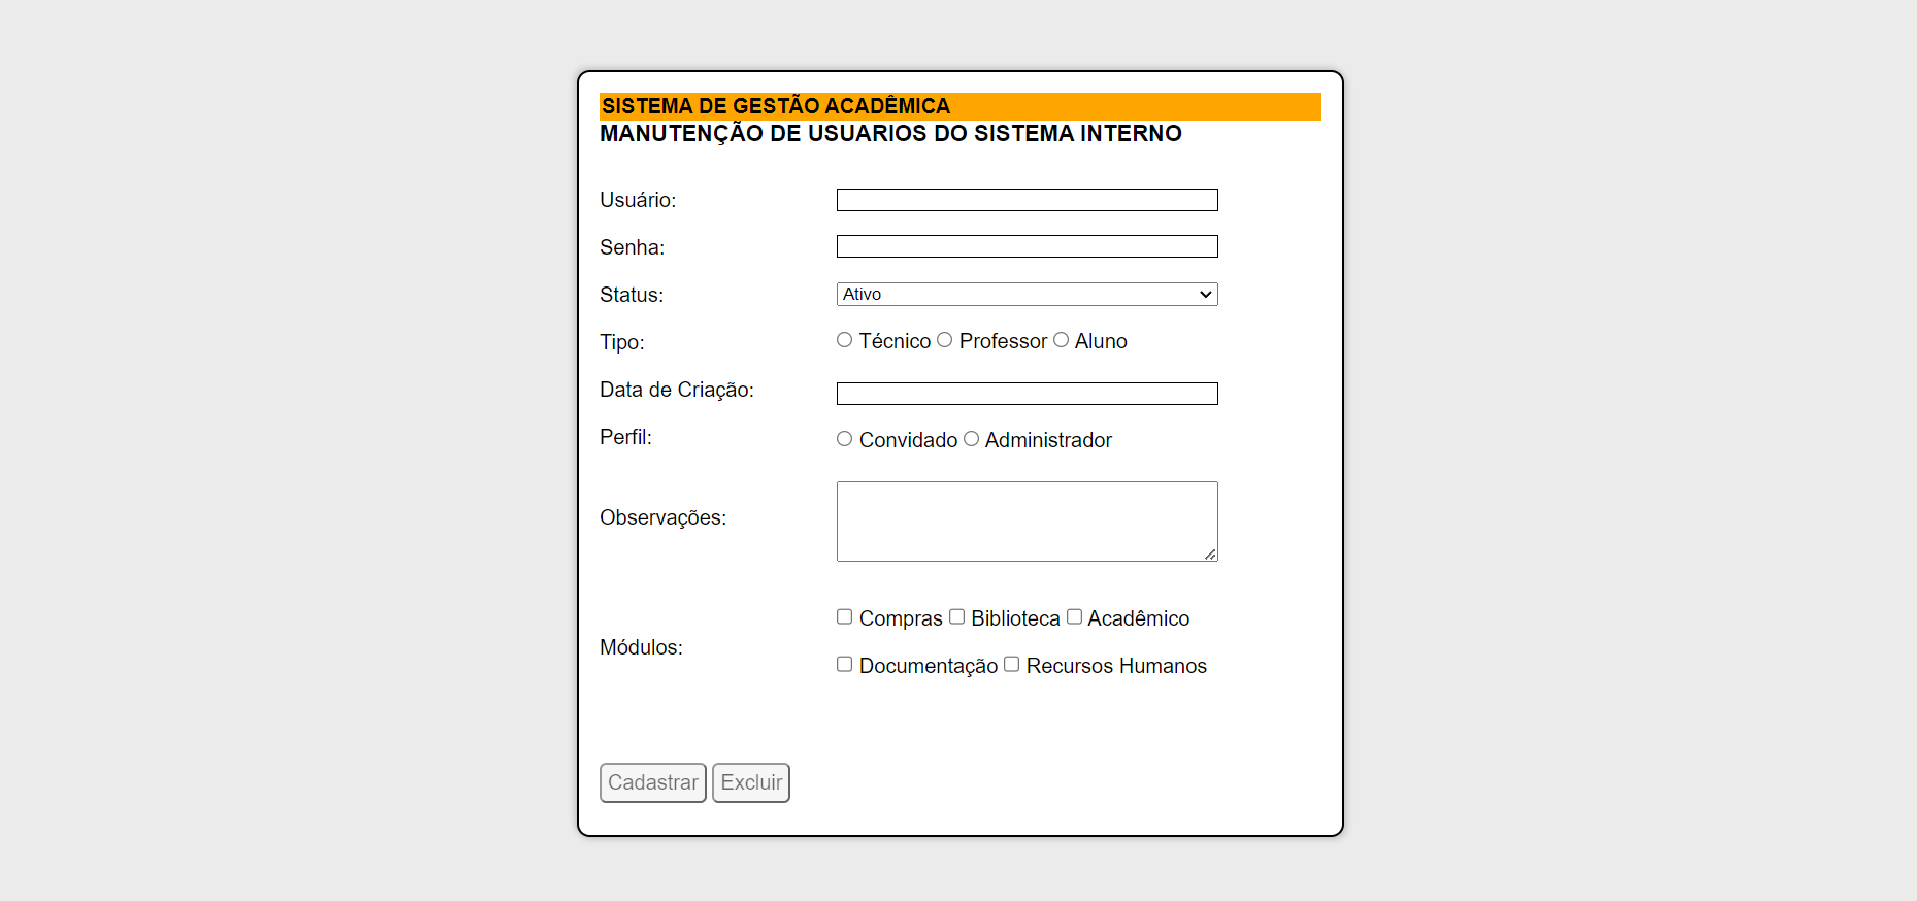 SISTEMA DE GESTÃO ACADÊMICA
MANUTENÇÃO DE USUARIOS DO SISTEMA INTERNO
Usuário:
Senha:
Status: Ativo
Tipo: Técnico Professor Aluno
Data de Criação:
Perfil: Convidado Administrador
Observações:
Compras Biblioteca Acadêmico
Módulos:
Documentação Recursos Humanos
Cadastrar Excluir